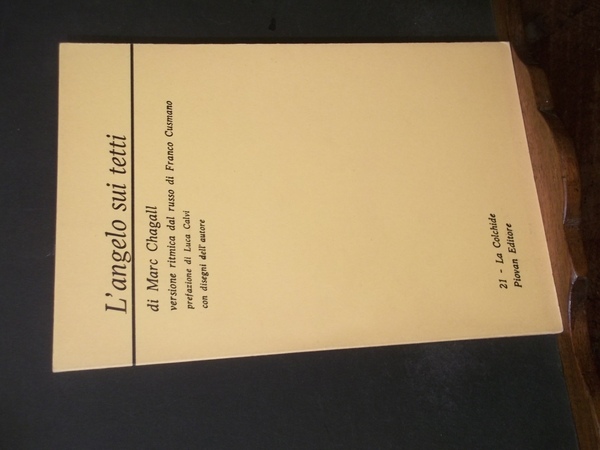 L'angelo sui tetti
di Marc Chagall
versione ritmica dal russo di Franco Cusmano
prefazione di Luca Calvi
con disegni dell'autore
21 - La Colchide
Piovan Editore